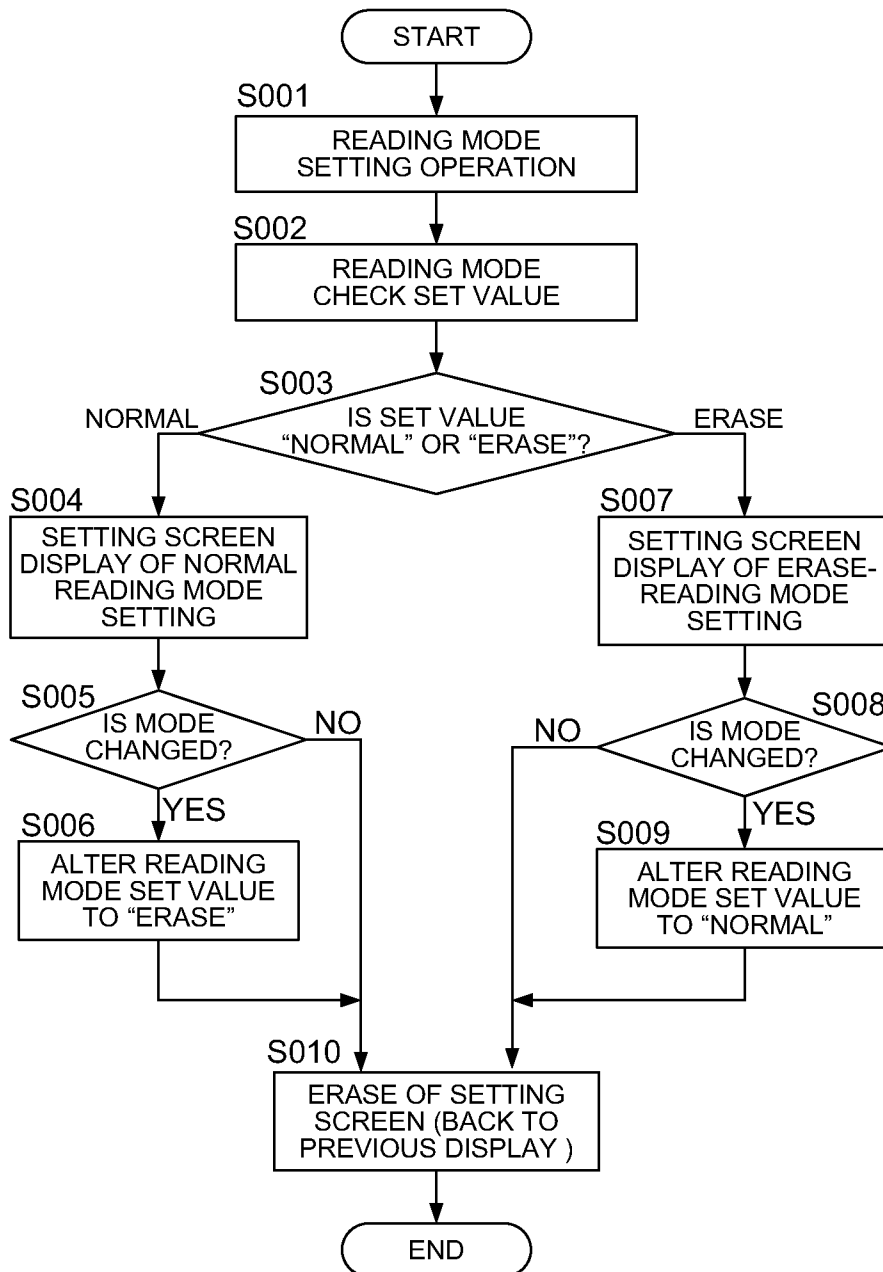 START
S001
READING MODE
SETTING OPERATION
S002
READING MODE
CHECK SET VALUE
S003
IS SET VALUE
“NORMAL” OR “ERASE”?
NORMAL
ERASE
S004
SETTING SCREEN
DISPLAY OF NORMAL
READING MODE
SETTING
S007
SETTING SCREEN
DISPLAY OF ERASE-
READING MODE
SETTING
S005
IS MODE
CHANGED?
NO
YES
S008
IS MODE
CHANGED?
NO
YES
S006
ALTER READING
MODE SET VALUE
TO “ERASE”
S009
ALTER READING
MODE SET VALUE
TO “NORMAL”
S010
ERASE OF SETTING
SCREEN (BACK TO
PREVIOUS DISPLAY )
END